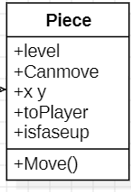 Piece
+level
+Canmove
+x y
+toPlayer
+isfaseup
+Move()